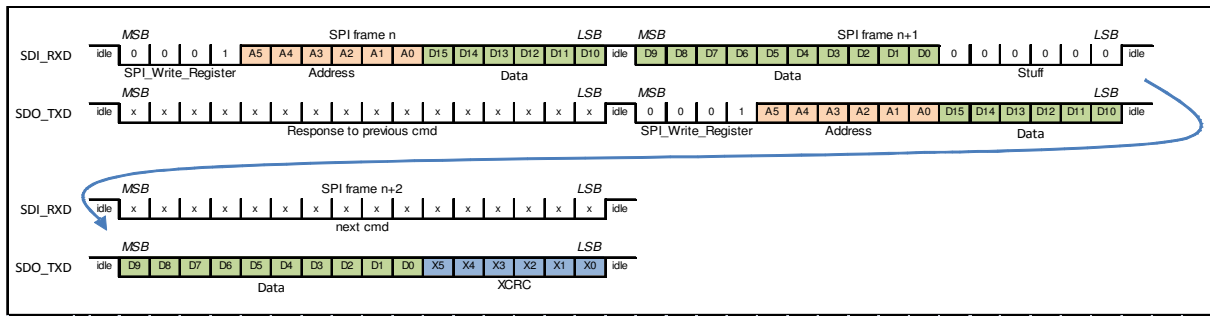 MSB SPI frame n LSB MSB SPI frame n+1 LSB
SDI_RXD idle 0 0 0 1 A5 A4 A3 A2 A1 A0 D15 D14 D13 D12 D11 D10 idle D9 D8 D7 D6 D5 D4 D3 D2 D1 D0 0 0 0 0 0 0 idle
SPI_Write_Register Address Data Data Stuff
MSB LSB MSB LSB
SDO_TXD idle x x x x x x x x x x x x x x x x idle 0 0 0 1 A5 A4 A3 A2 A1 A0 D15 D14 D13 D12 D11 D10 idle
Response to previous cmd SPI_Write_Register Address Data
MSB SPI frame n+2 LSB
SDI_RXD idle x x x x x x x x x x x x x x x x idle
next cmd
MSB LSB
SDO_TXD idle D9 D8 D7 D6 D5 D4 D3 D2 D1 D0 X5 X4 X3 X2 X1 X0 idle
Data XCRC